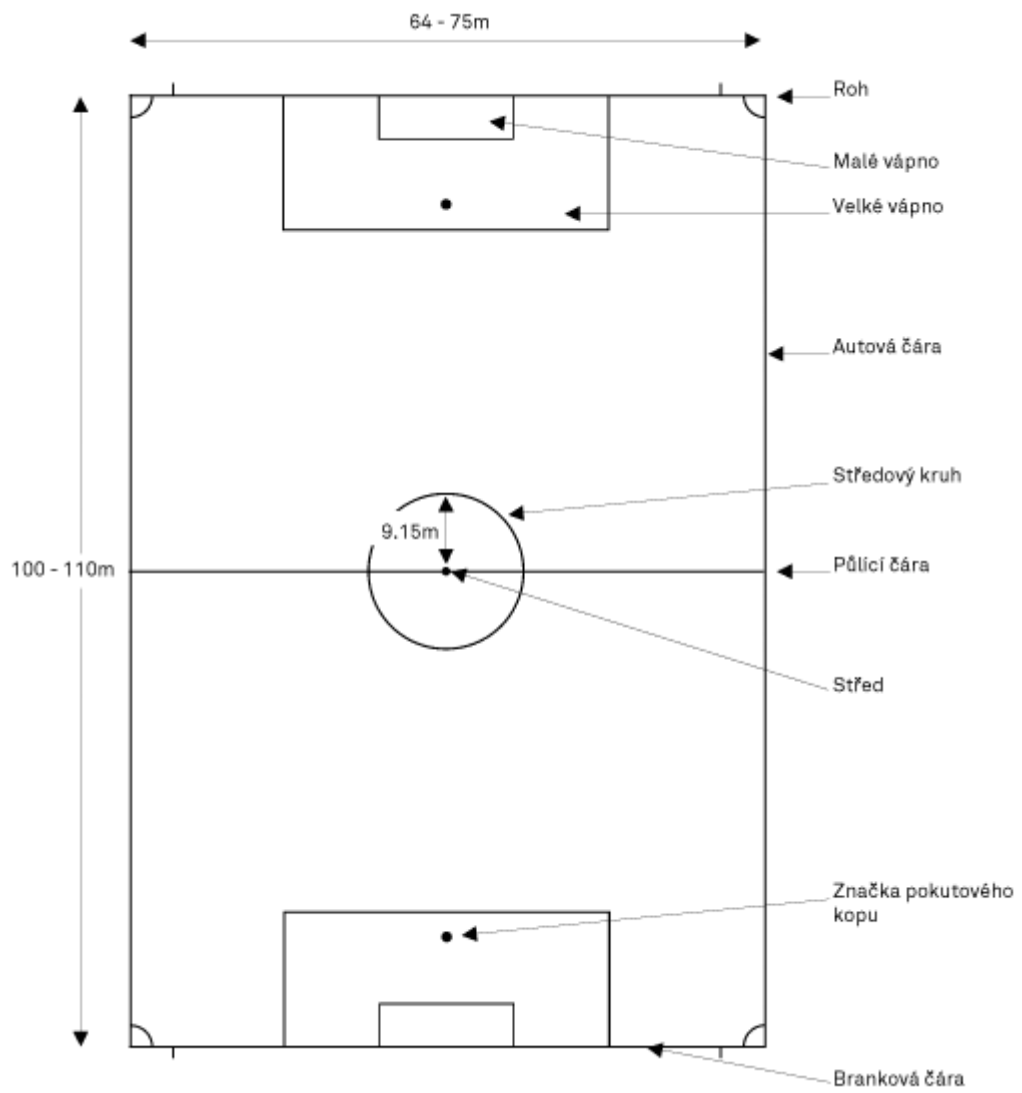 64 - 75m
Roh
Malé vápno
Velké vápno
Autová čára
Středový kruh
9.15m
100 - 110m
Půlící čára
Střed
Značka pokutového
kopu
Branková čára